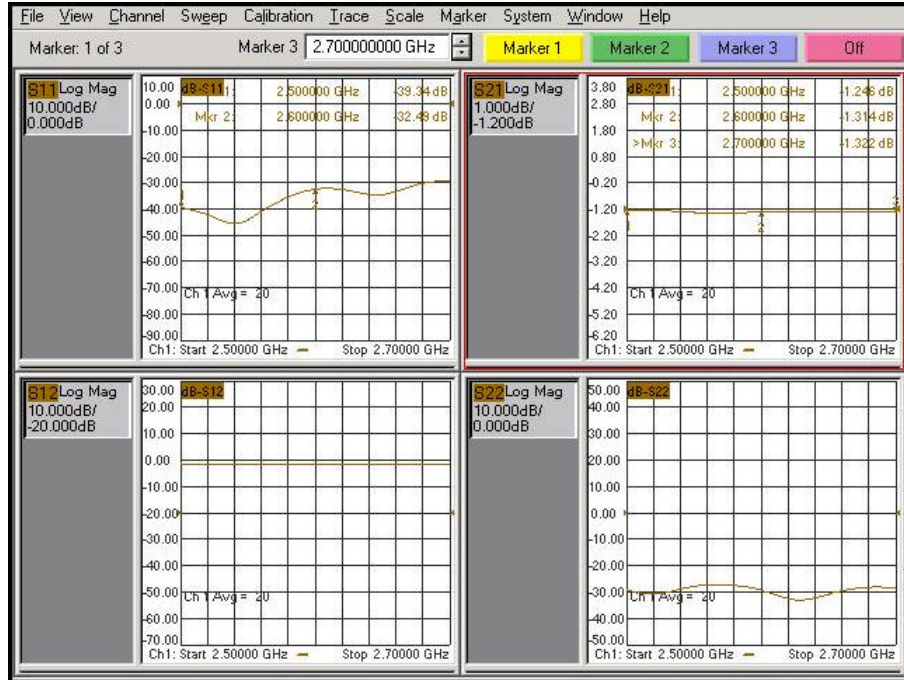 File View Channel Sweep Calibration Trace Scale Marker System Window Help
Marker: 1 of 3 Marker 3 2.700000000 GHz Marker 1 Marker 2 Marker 3 Off
S11 Log Mag
10.000dB/
0.000dB
10.00
0.00
-10.00
-20.00
-30.00
-40.00
-50.00
-60.00
-70.00
-80.00
-90.00
dB-S11 1: 2.500000 GHz -39.34 dB
Mkr 2: 2.600000 GHz -32.49 dB
Ch 1 Avg = 20
Ch1: Start 2.50000 GHz Stop 2.70000 GHz
S21 Log Mag
1.000dB/
-1.200dB
3.80
2.80
1.80
0.80
-0.20
-1.20
-2.20
-3.20
-4.20
-5.20
-6.20
dB-S21 1: 2.500000 GHz -1.246 dB
Mkr 2: 2.600000 GHz -1.314 dB
>Mkr 3: 2.700000 GHz -1.322 dB
Ch 1 Avg = 20
Ch1: Start 2.50000 GHz Stop 2.70000 GHz
S12 Log Mag
10.000dB/
-20.000dB
30.00
20.00
10.00
0.00
-10.00
-20.00
-30.00
-40.00
-50.00
-60.00
-70.00
dB-S12
Ch 1 Avg = 20
Ch1: Start 2.50000 GHz Stop 2.70000 GHz
S22 Log Mag
10.000dB/
0.000dB
50.00
40.00
30.00
20.00
10.00
0.00
-10.00
-20.00
-30.00
-40.00
-50.00
dB-S22
Ch 1 Avg = 20
Ch1: Start 2.50000 GHz Stop 2.70000 GHz